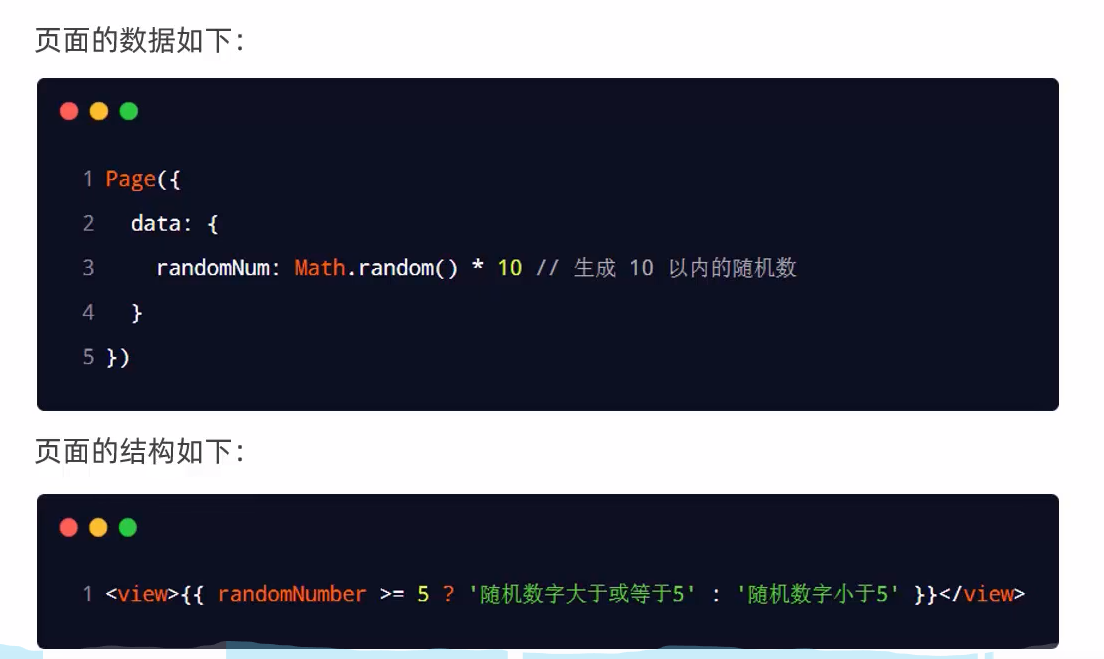 页面的数据如下：
1 Page({
2 data: {
3 randomNum: Math.random() * 10 // 生成 10 以内的随机数
4 }
5 })
页面的结构如下：
1 <view>{{ randomNumber >= 5 ? '随机数字大于或等于5' : '随机数字小于5' }}</view>